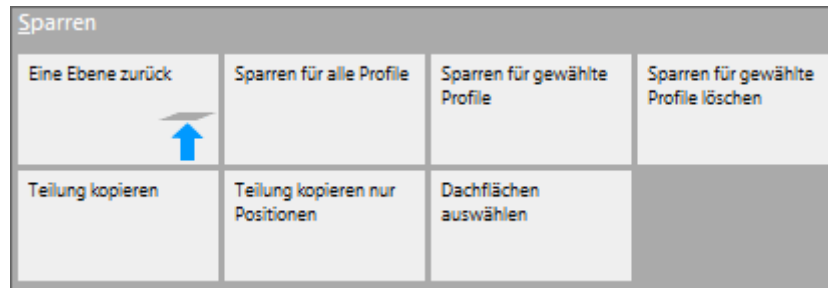 Sparren
Eine Ebene zurück
Sparren für alle Profile
Sparren für gewählte
Profile
Sparren für gewählte
Profile löschen
Teilung kopieren
Teilung kopieren nur
Positionen
Dachflächen
auswählen